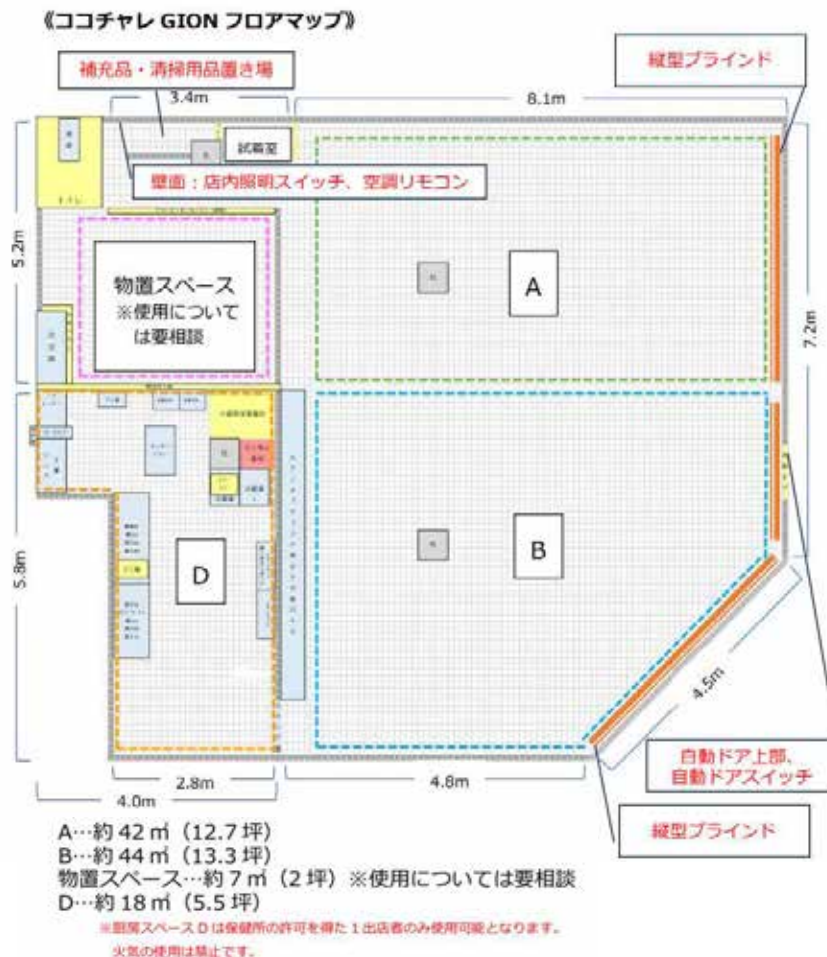 《ココチャレ GION フロアマップ》
補充品・清掃用品置き場
縦型ブラインド
3.4m
8.1m
試着室
壁面：店内照明スイッチ、空調リモコン
トイレ
5.2m
物置スペース
※使用について
は要相談
A
7.2m
B
D
5.8m
4.5m
2.8m
4.0m
4.8m
自動ドア上部、
自動ドアスイッチ
縦型ブラインド
A…約 42 ㎡（12.7 坪）
B…約 44 ㎡（13.3 坪）
物置スペース…約 7 ㎡（2 坪）※使用については要相談
D…約 18 ㎡（5.5 坪）
※厨房スペース D は保健所の許可を得た 1 出店者のみ使用可能となります。
火気の使用は禁止です。